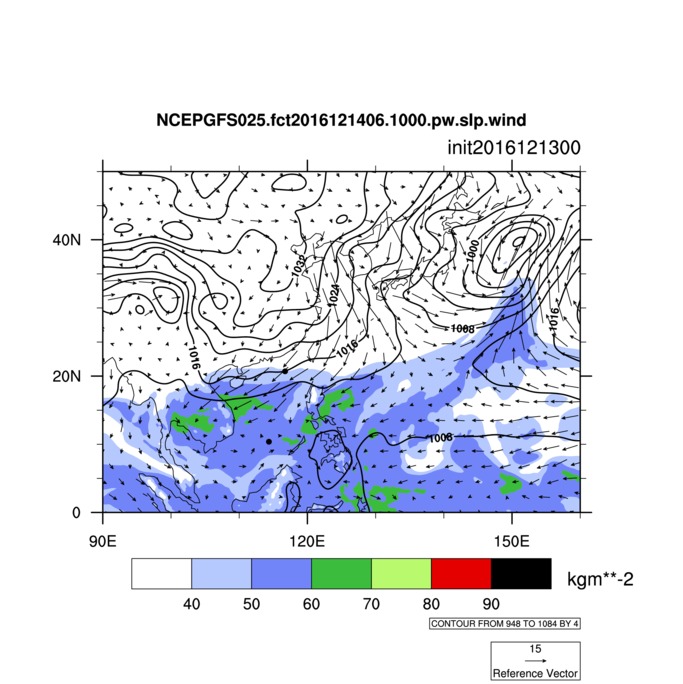 NCEPGFS025.fct2016121406.1000.pw.slp.wind
init2016121300
40N
20N
0
90E 120E 150E
1032
1024
1016
1016
1000
1008
1016
1008
40 50 60 70 80 90
kgm**-2
CONTOUR FROM 948 TO 1084 BY 4
15
Reference Vector